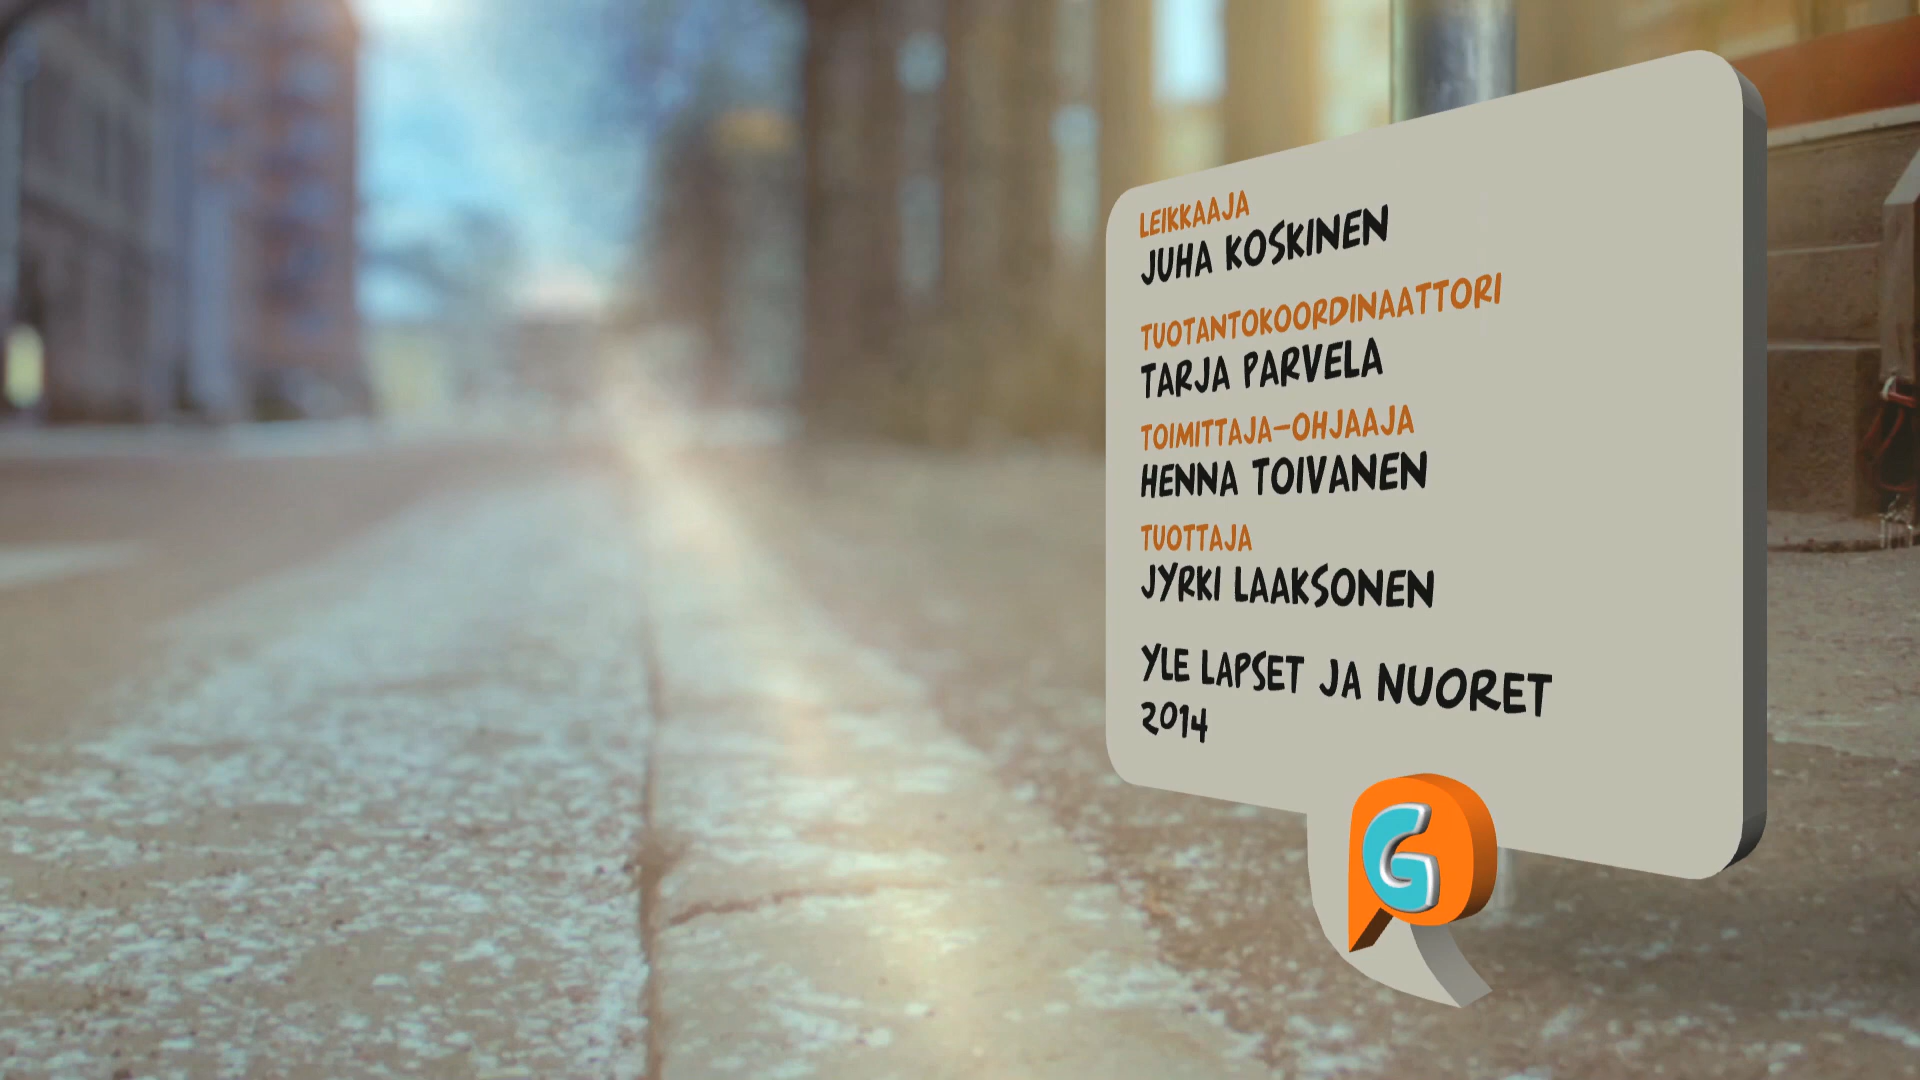 LEIKKAAJA
JUHA KOSKINEN
TUOTANTOKOORDINAATTORI
TARJA PARVELA
TOIMITTAJA-OHJAAJA
HENNA TOIVANEN
TUOTTAJA
JYRKI LAAKSONEN
YLE LAPSET JA NUORET
2014
G